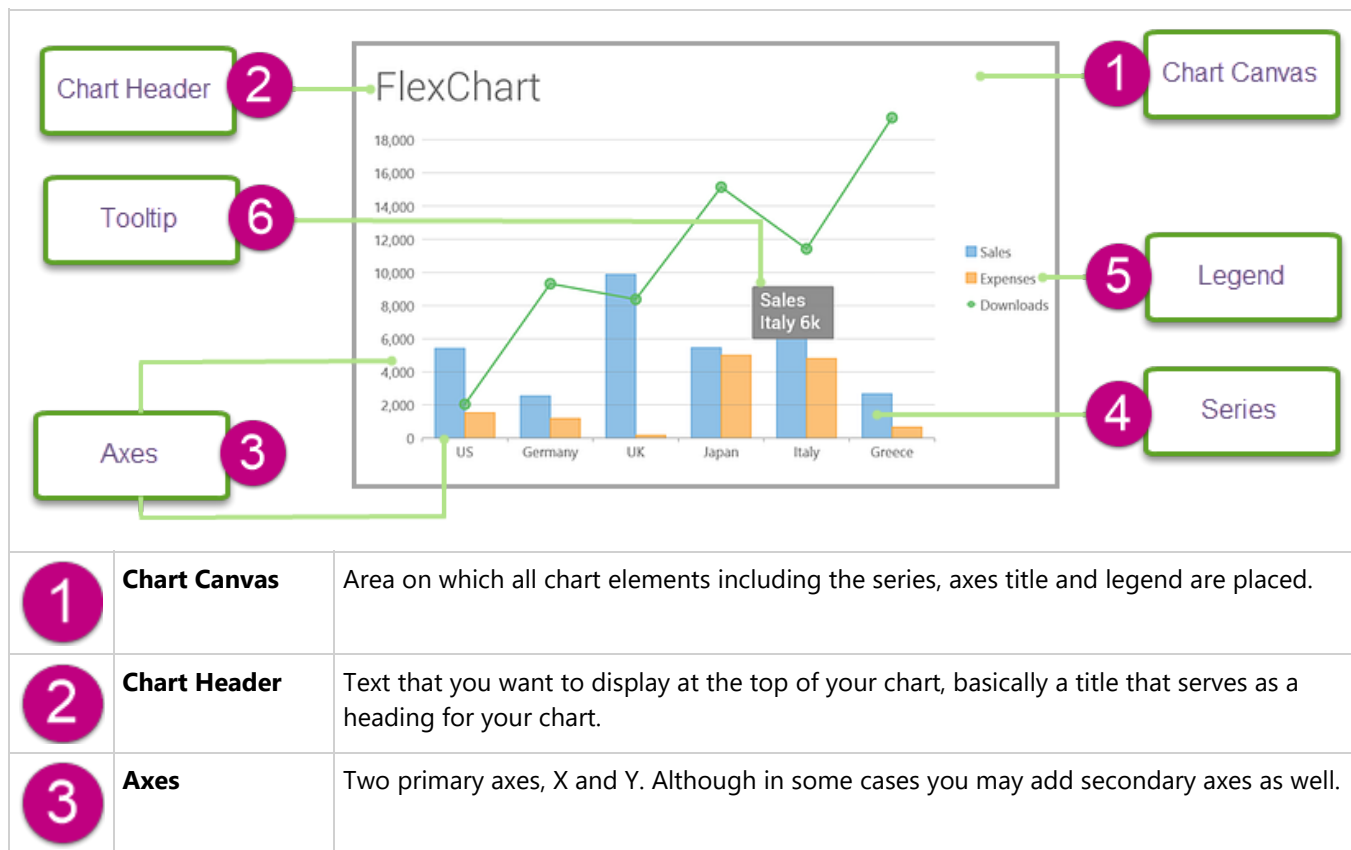 Chart Header
2
FlexChart
1
Chart Canvas
18,000
16,000
14,000
12,000
10,000
8,000
6,000
4,000
2,000
0
Tooltip
6
Sales
Italy 6k
Sales
Expenses
Downloads
5
Legend
4
Series
Axes
3
US
Germany
UK
Japan
Italy
Greece
1
Chart Canvas
Area on which all chart elements including the series, axes title and legend are placed.
2
Chart Header
Text that you want to display at the top of your chart, basically a title that serves as a
heading for your chart.
3
Axes
Two primary axes, X and Y. Although in some cases you may add secondary axes as well.